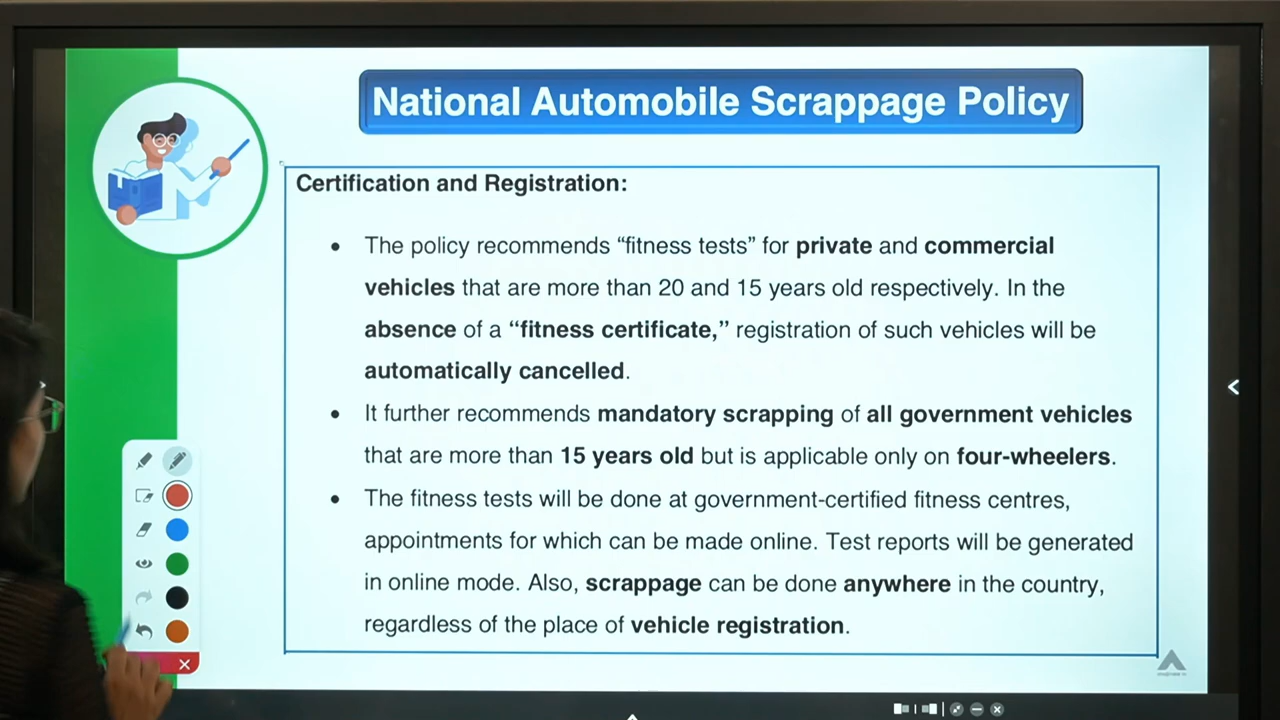 National Automobile Scrappage Policy
Certification and Registration:
• The policy recommends “fitness tests” for private and commercial
vehicles that are more than 20 and 15 years old respectively. In the
absence of a “fitness certificate,” registration of such vehicles will be
automatically cancelled.
• It further recommends mandatory scrapping of all government vehicles
that are more than 15 years old but is applicable only on four-wheelers.
• The fitness tests will be done at government-certified fitness centres,
appointments for which can be made online. Test reports will be generated
in online mode. Also, scrappage can be done anywhere in the country,
regardless of the place of vehicle registration.